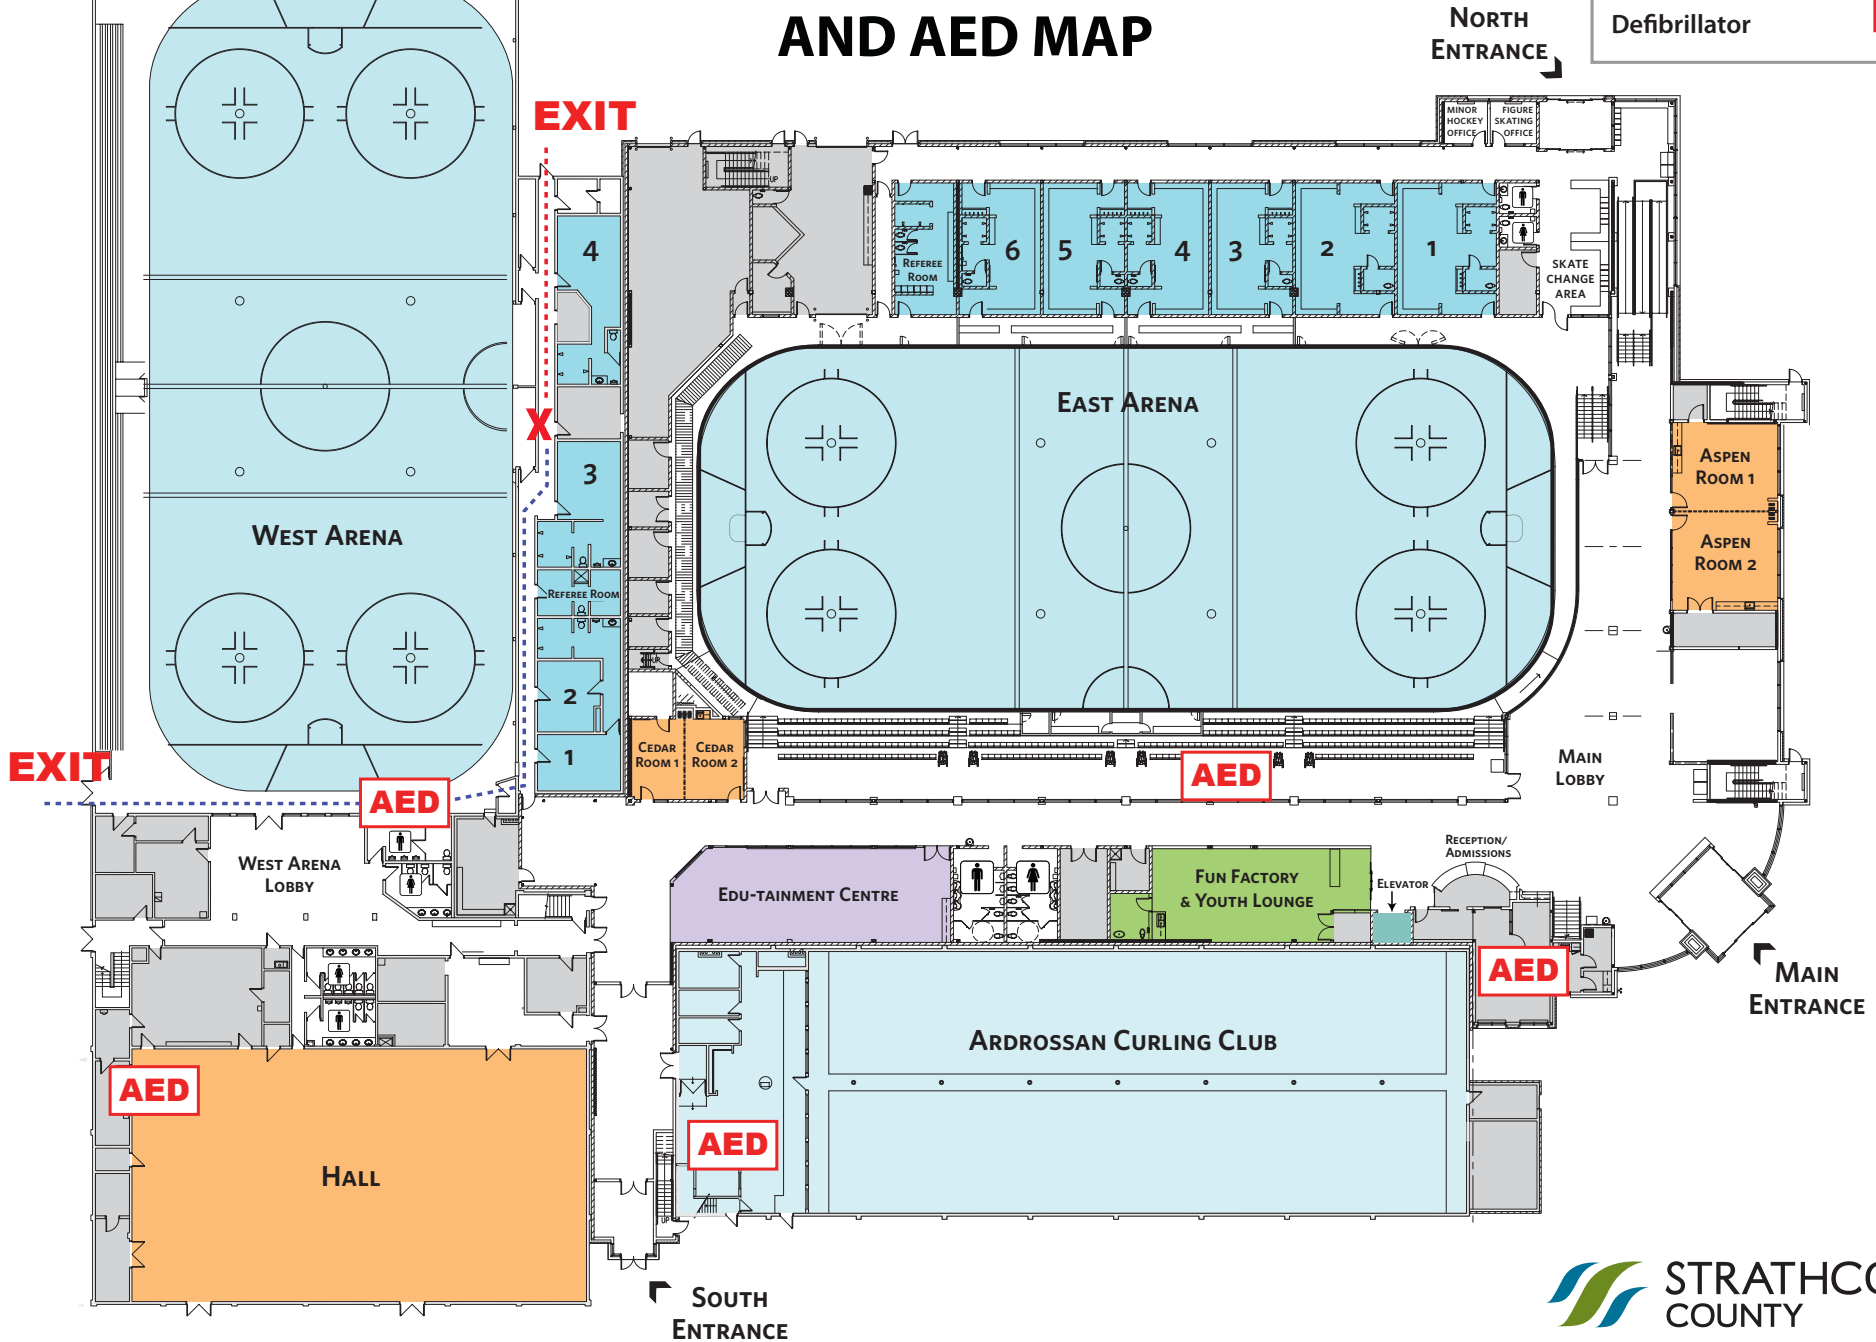 AND AED MAP
NORTH
ENTRANCE
Defibrillator
EXIT
MINOR
HOCKEY
OFFICE
FIGURE
SKATING
OFFICE
UP
4
REFEREE
ROOM
6
5
4
3
2
1
SKATE
CHANGE
AREA
X
EAST ARENA
3
ASPEN
ROOM 1
ASPEN
ROOM 2
WEST ARENA
REFEREE ROOM
UP
2
1
CEDAR
ROOM 1
CEDAR
ROOM 2
EXIT
AED
AED
MAIN
LOBBY
WEST ARENA
LOBBY
EDU-TAINMENT CENTRE
FUN FACTORY
& YOUTH LOUNGE
ELEVATOR
RECEPTION/
ADMISSIONS
AED
MAIN
ENTRANCE
ARDROSSAN CURLING CLUB
AED
AED
HALL
UP
SOUTH
ENTRANCE
STRATHCO
COUNTY